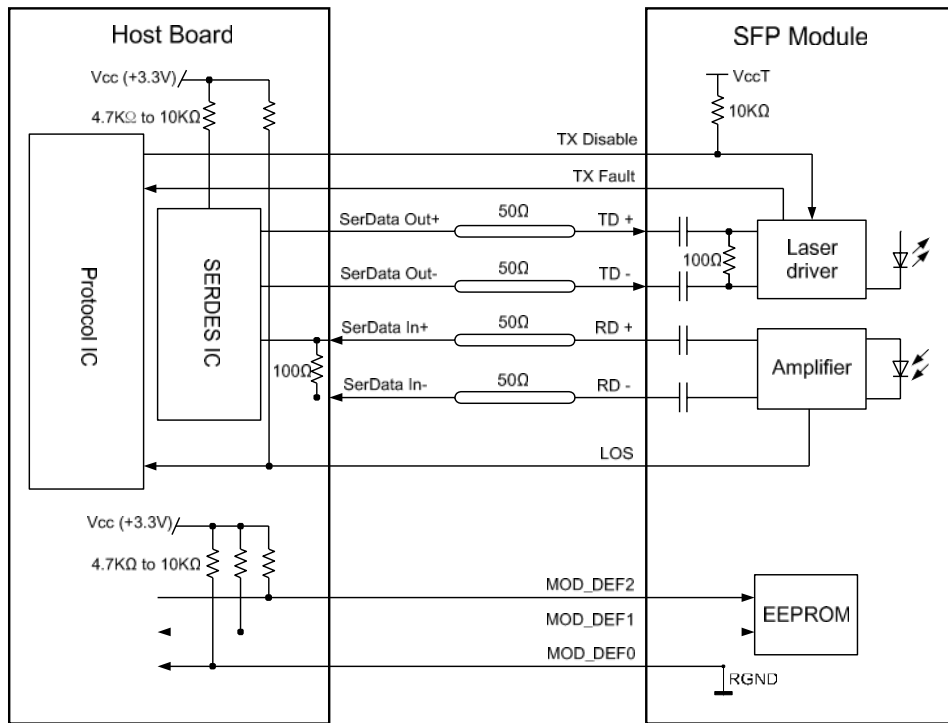 Host Board
SFP Module
Vcc (+3.3V)
VccT
4.7KΩ to 10KΩ
10KΩ
TX Disable
TX Fault
SerData Out+
50Ω
TD +
Laser
driver
100Ω
SerData Out-
50Ω
TD -
Protocol IC
SERDES IC
SerData In+
50Ω
RD +
Amplifier
100Ω
SerData In-
50Ω
RD -
LOS
Vcc (+3.3V)
4.7KΩ to 10KΩ
MOD_DEF2
EEPROM
MOD_DEF1
MOD_DEF0
RGND